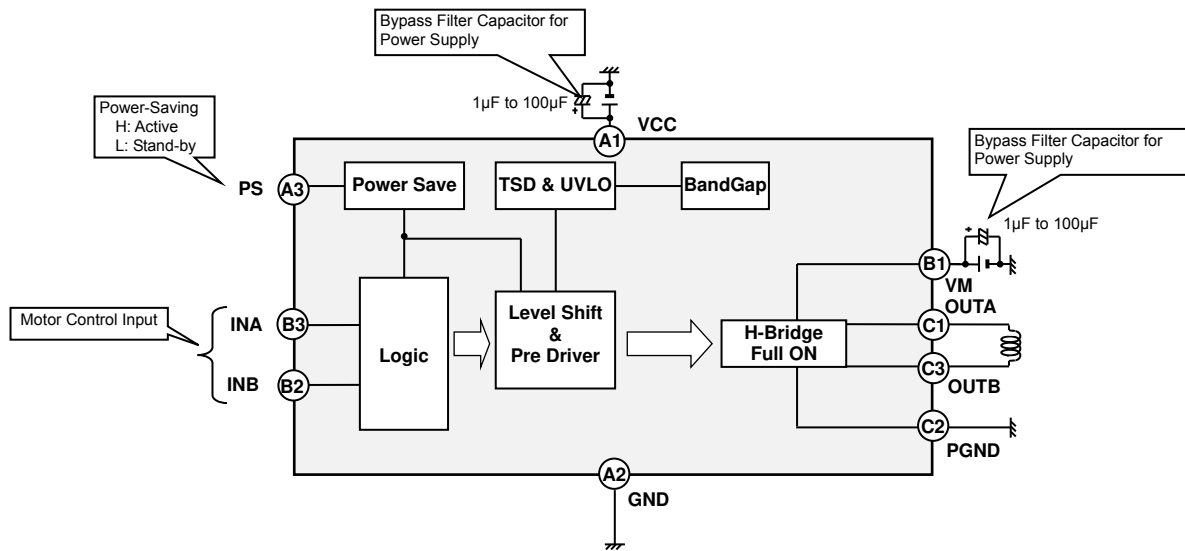 Bypass Filter Capacitor for
Power Supply
1µF to 100µF
VCC
A1
Power-Saving
H: Active
L: Stand-by
PS
A3
Power Save
TSD & UVLO
BandGap
Bypass Filter Capacitor for
Power Supply
+
1µF to 100µF
+
B1
VM
Motor Control Input
INA
B3
INB
B2
Logic
Level Shift
&
Pre Driver
H-Bridge
Full ON
OUTA
C1
C3
OUTB
C2
PGND
A2
GND